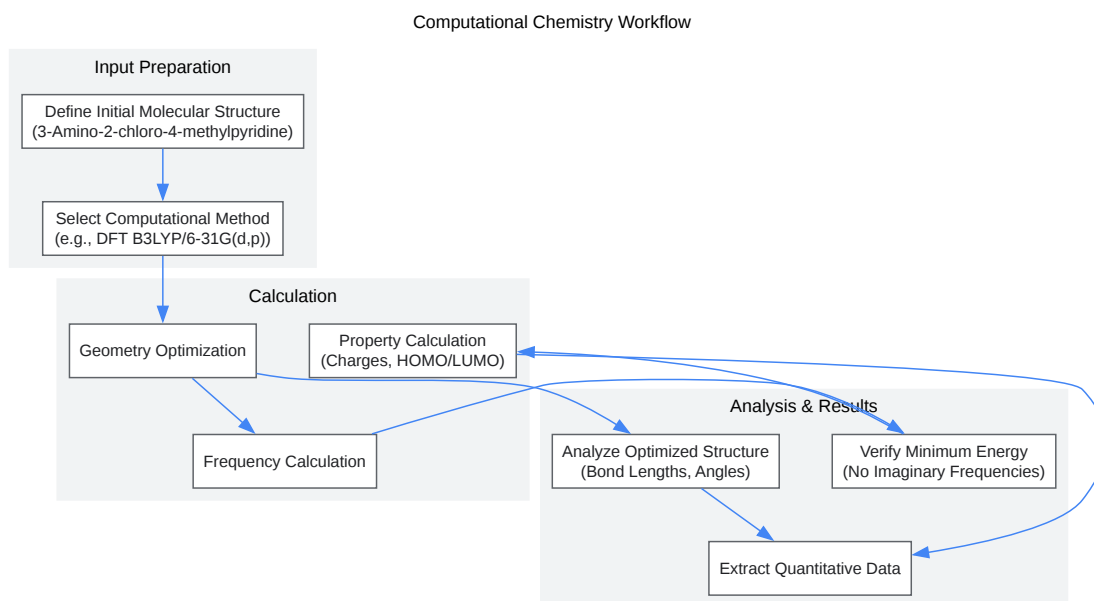 Computational Chemistry Workflow
Input Preparation
Define Initial Molecular Structure
(3-Amino-2-chloro-4-methylpyridine)
Select Computational Method
(e.g., DFT B3LYP/6-31G(d,p))
Calculation
Geometry Optimization
Property Calculation
(Charges, HOMO/LUMO)
Frequency Calculation
Analysis & Results
Analyze Optimized Structure
(Bond Lengths, Angles)
Verify Minimum Energy
(No Imaginary Frequencies)
Extract Quantitative Data